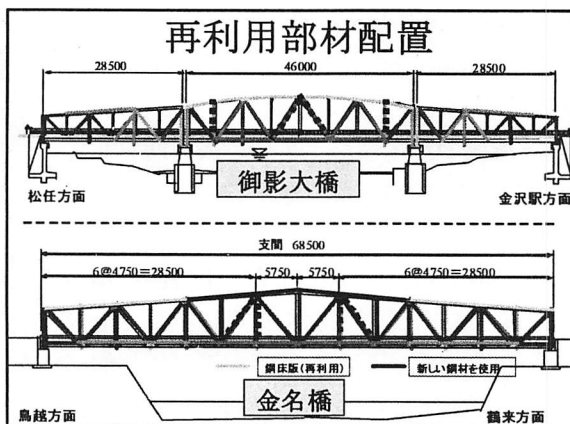 再利用部材配置
28500 46000 28500
御影大橋
松任方面 金沢駅方面
支間 68500
6@4750=28500 5750 5750 6@4750=28500
鋼床版(再利用) 新しい鋼材を使用
金名橋
鳥越方面 鶴来方面